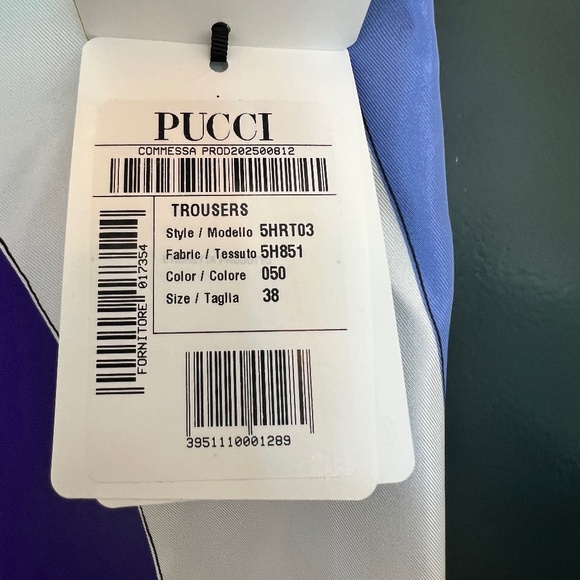 PUCCI
COMMESSA PROD202500812
TROUSERS
Style / Modello 5HRT03
Fabric / Tessuto 5H851
Color / Colore 050
Size / Taglia 38
FORNITORE 017354
3951110001289